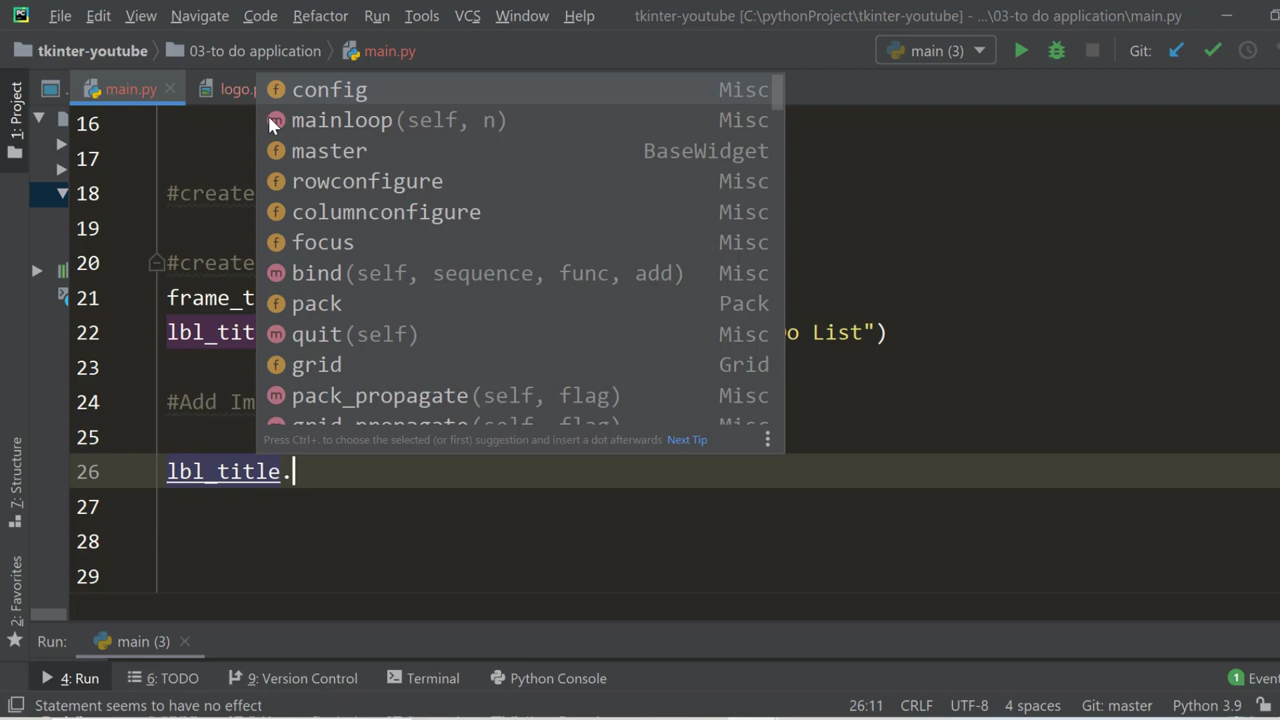 File Edit View Navigate Code Refactor Run Tools VCS Window Help tkinter-youtube [C:\pythonProject\tkinter-youtube] - ...\03-to do application\main.py
tkinter-youtube 03-to do application main.py main (3) Git:
1: Project
main.py logo.p
config Misc
mainloop(self, n) Misc
master BaseWidget
rowconfigure Misc
columnconfigure Misc
focus Misc
bind(self, sequence, func, add) Misc
pack Pack
quit(self) Misc
grid Grid
pack_propagate(self, flag) Misc
grid_propagate(self, flag) Misc
Press Ctrl+. to choose the selected (or first) suggestion and insert a dot afterwards Next Tip
16
17
18 #create
19
20 #create
21 frame_t
22 lbl_tit o List")
23
24 #Add Im
25
26 lbl_title.
27
28
29
7: Structure
2: Favorites
Run: main (3)
4: Run 6: TODO 9: Version Control Terminal Python Console 1 Event
Statement seems to have no effect 26:11 CRLF UTF-8 4 spaces Git: master Python 3.9